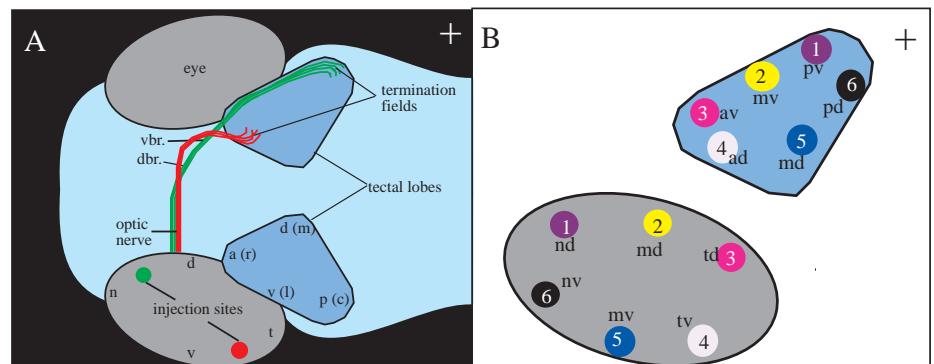 A
+
eye
termination
fields
vbr.
dbr.
tectal lobes
optic
nerve
d
d (m)
a (r)
n
injection sites
v (l)
p (c)
t
v
B
+
1
pv
2
mv
6
pd
3
av
4
ad
5
md
1
nd
2
md
td
3
nv
6
mv
5
tv
4